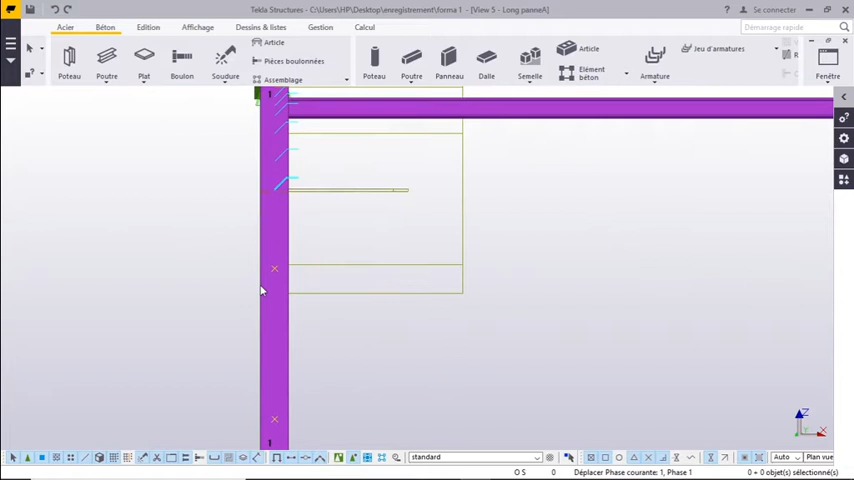 Tekla Structures - C:\Users\HP\Desktop\enregistrement\forma 1 - [View 5 - Long panneA]
Se connecter
Acier Béton Edition Affichage Dessins & listes Gestion Calcul
Démarrage rapide
Article
Pièces boulonnées
Assemblage
Poteau Poutre Plat Boulon Soudure
Poteau Poutre Panneau Dalle Semelle
Article
Elément béton
Armature
Jeu d'armatures
Fenêtre
1
1
Z
X
standard
Auto
Plan vue
O S 0 Déplacer Phase courante: 1, Phase 1 0 + 0 objet(s) sélectionné(s)